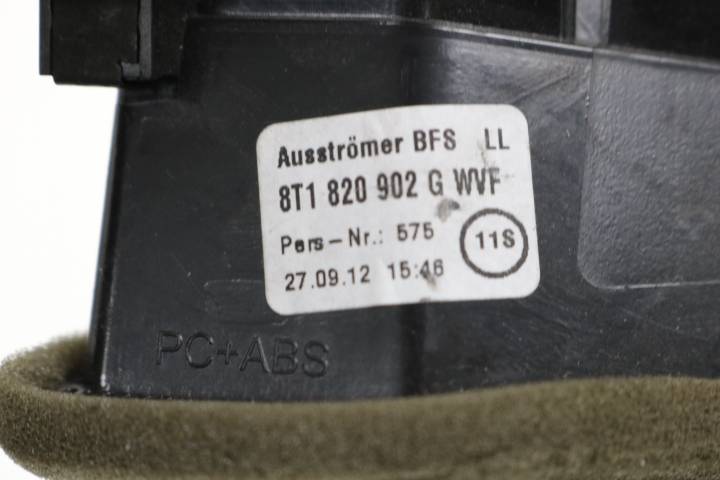 Ausströmer BFS LL
8T1 820 902 G WVF
Pers-Nr.: 575
11S
27.09.12 15:46
PC+ABS